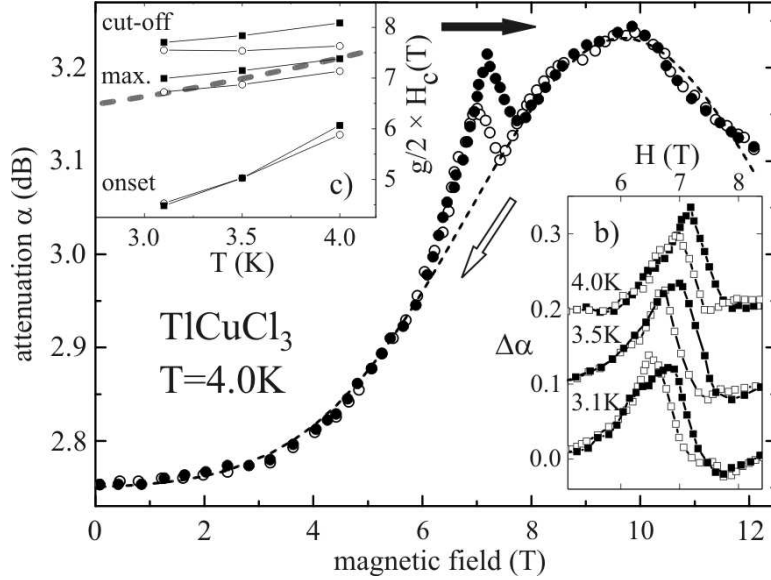 cut-off
max.
onset
c)
8
7
6
5
g/2 × Hc(T)
3.0 3.5 4.0
T (K)
3.2
3.1
3.0
2.9
2.8
attenuation α (dB)
TlCuCl3
T=4.0K
H (T)
6 7 8
b)
0.3
0.2
0.1
0.0
Δα
4.0K
3.5K
3.1K
0 2 4 6 8 10 12
magnetic field (T)